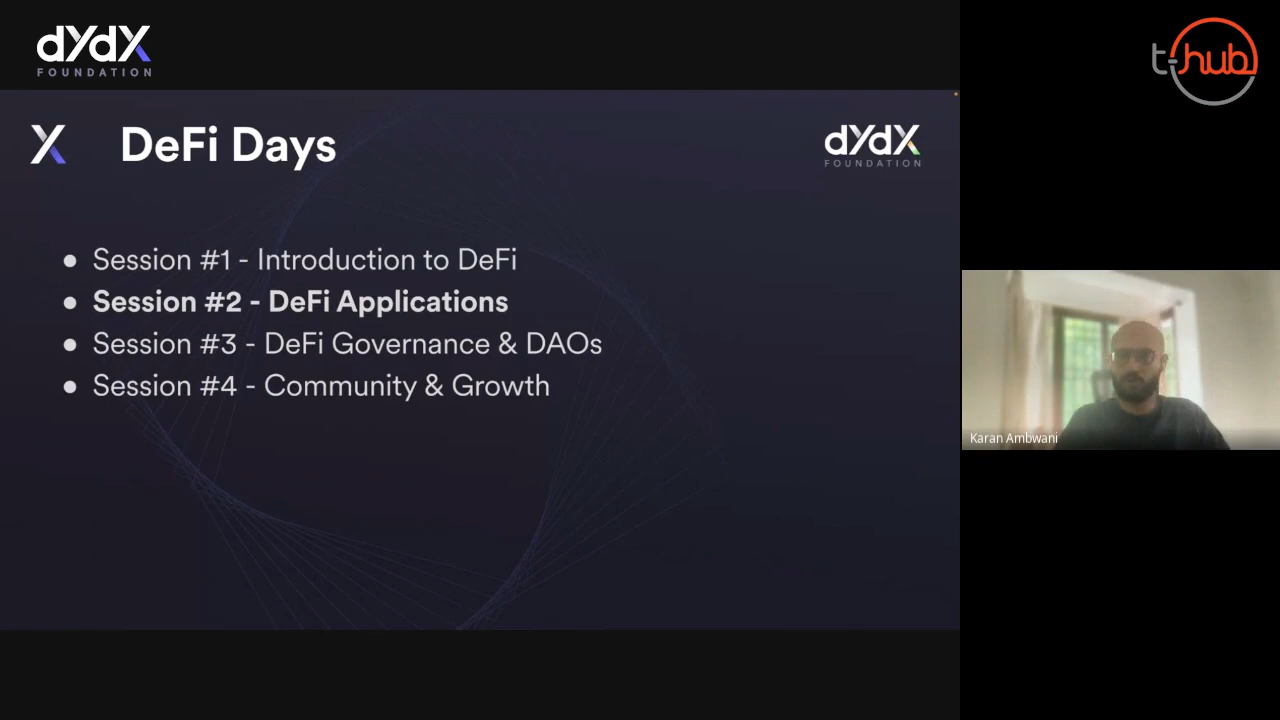 dYdX
FOUNDATION
t-hub
X DeFi Days
dYdX
FOUNDATION
● Session #1 - Introduction to DeFi
● Session #2 - DeFi Applications
● Session #3 - DeFi Governance & DAOs
● Session #4 - Community & Growth
Karan Ambwani